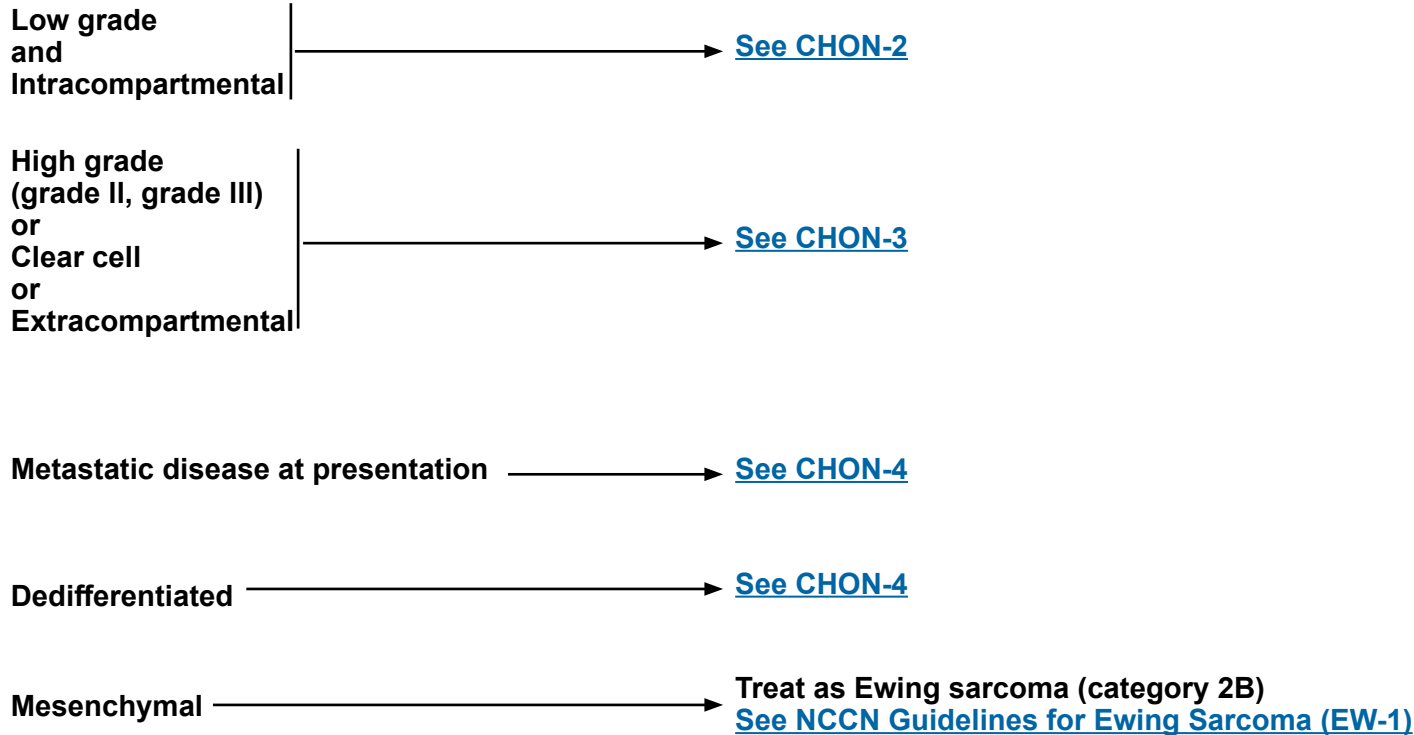 Low grade
and
Intracompartmental
See CHON-2
High grade
(grade II, grade III)
or
Clear cell
or
Extracompartmental
See CHON-3
Metastatic disease at presentation
See CHON-4
Dedifferentiated
See CHON-4
Mesenchymal
Treat as Ewing sarcoma (category 2B)
See NCCN Guidelines for Ewing Sarcoma (EW-1)